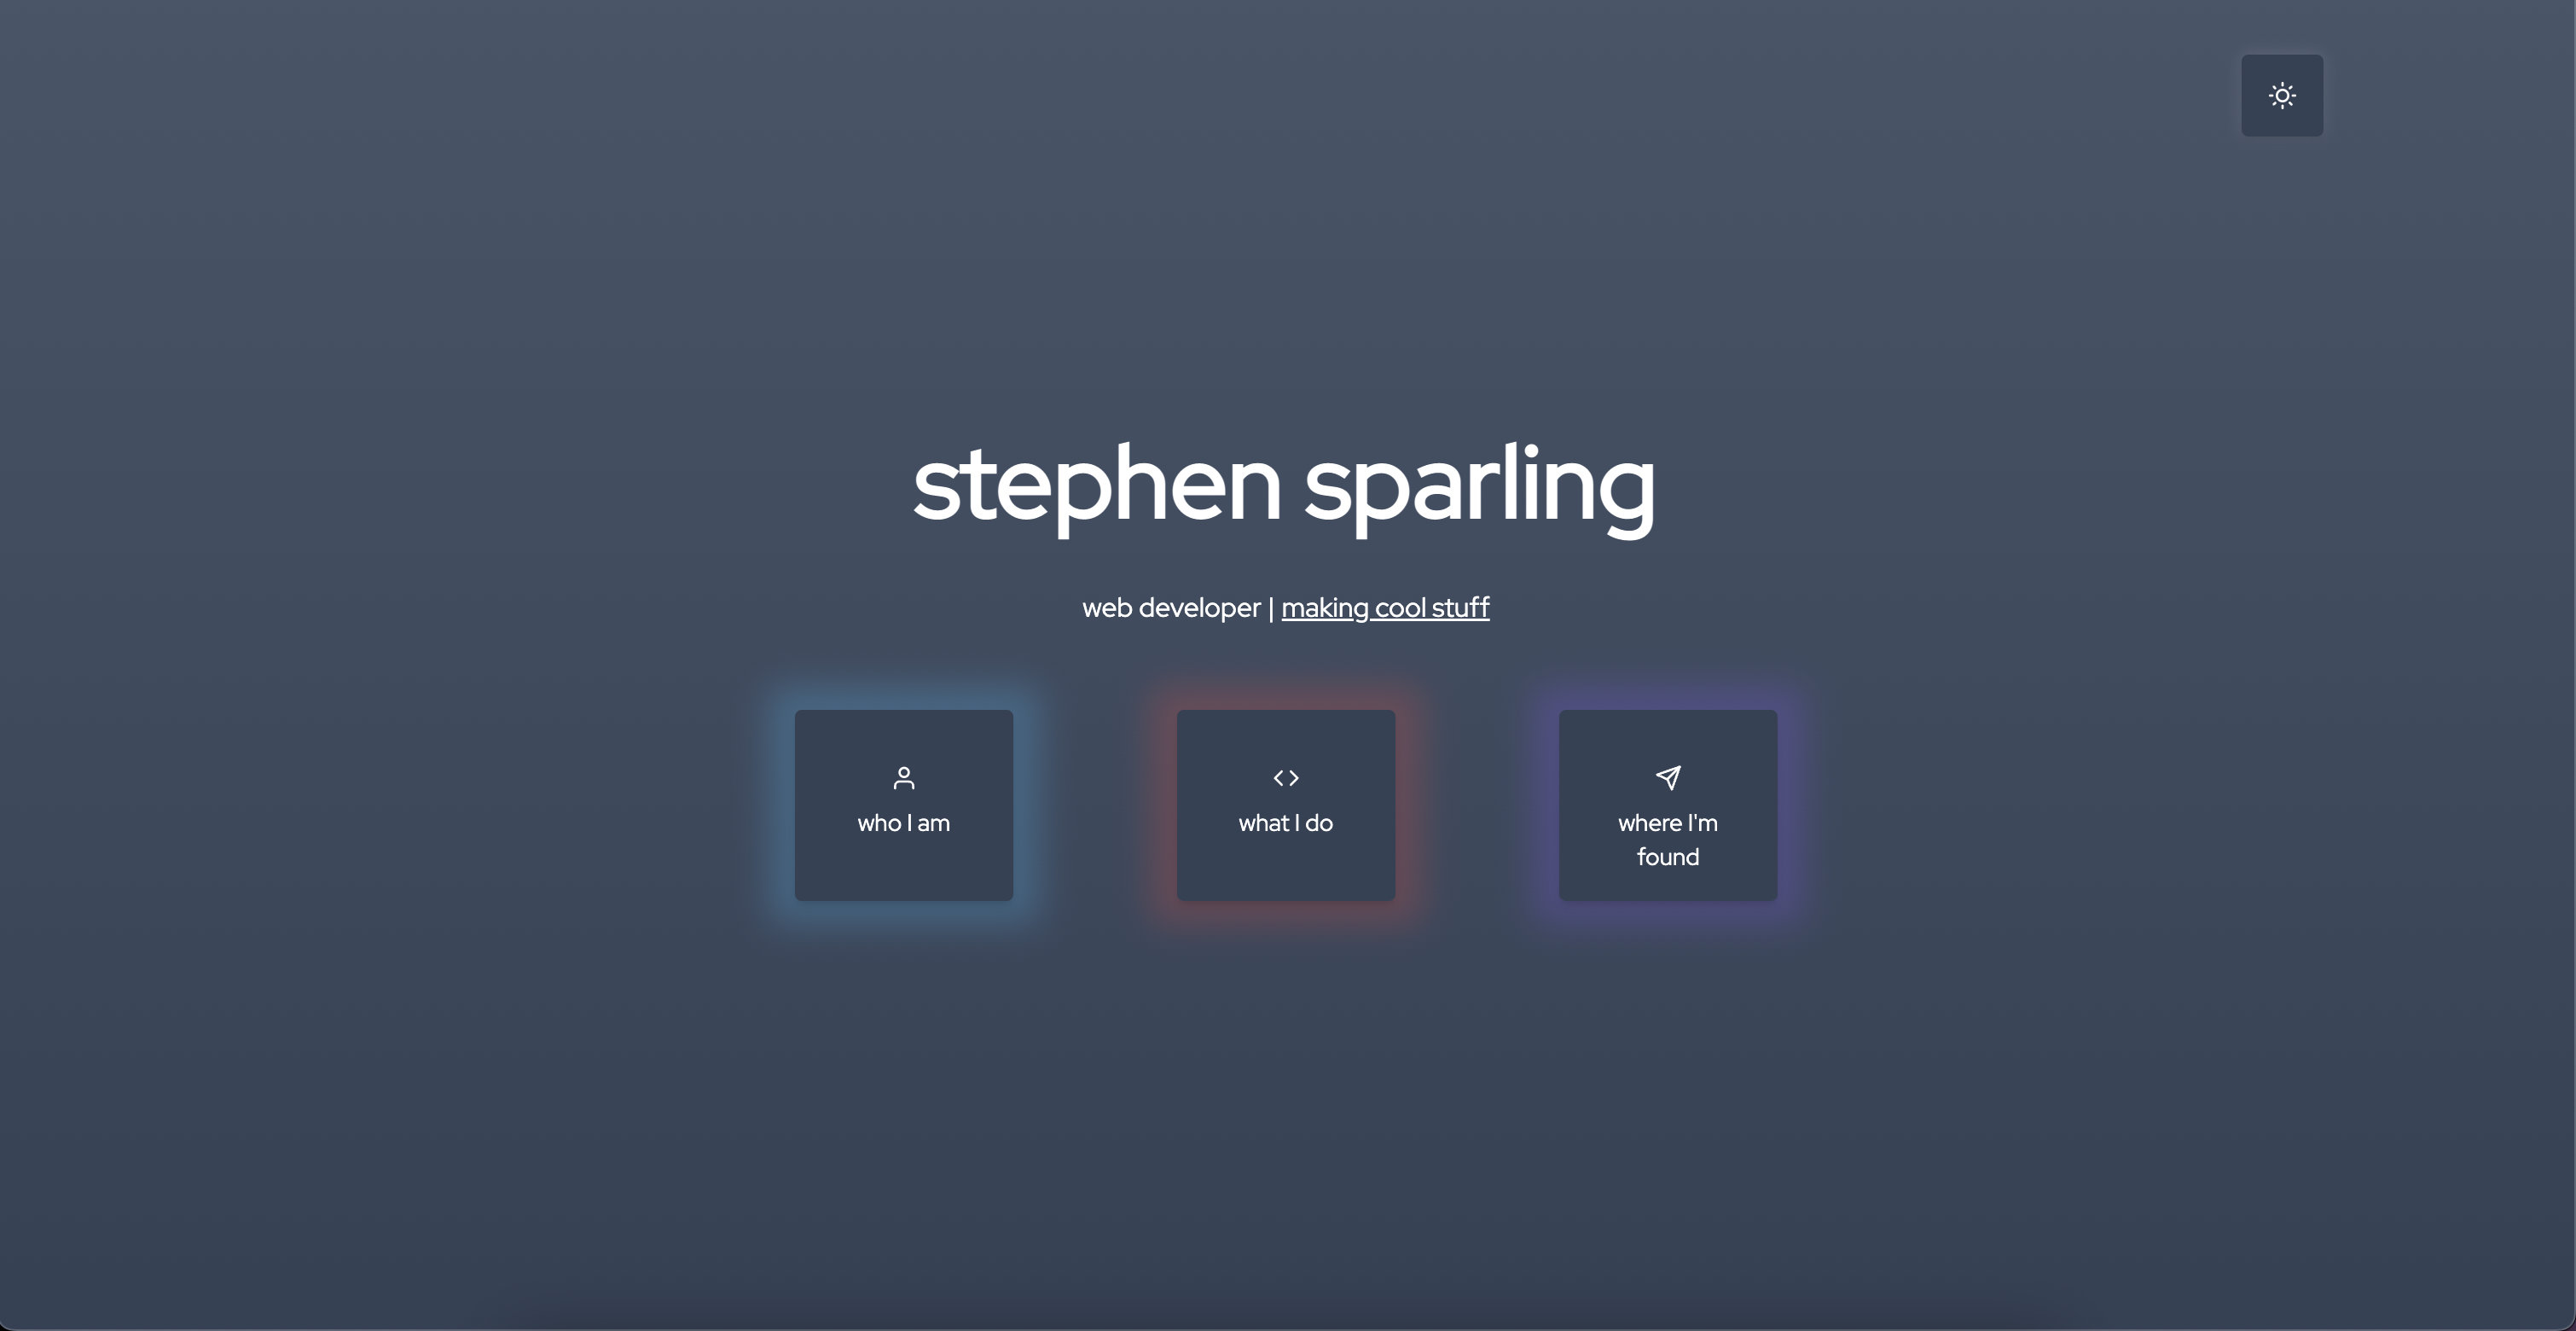 stephen sparling
web developer | making cool stuff
who I am
what I do
where I'm
found